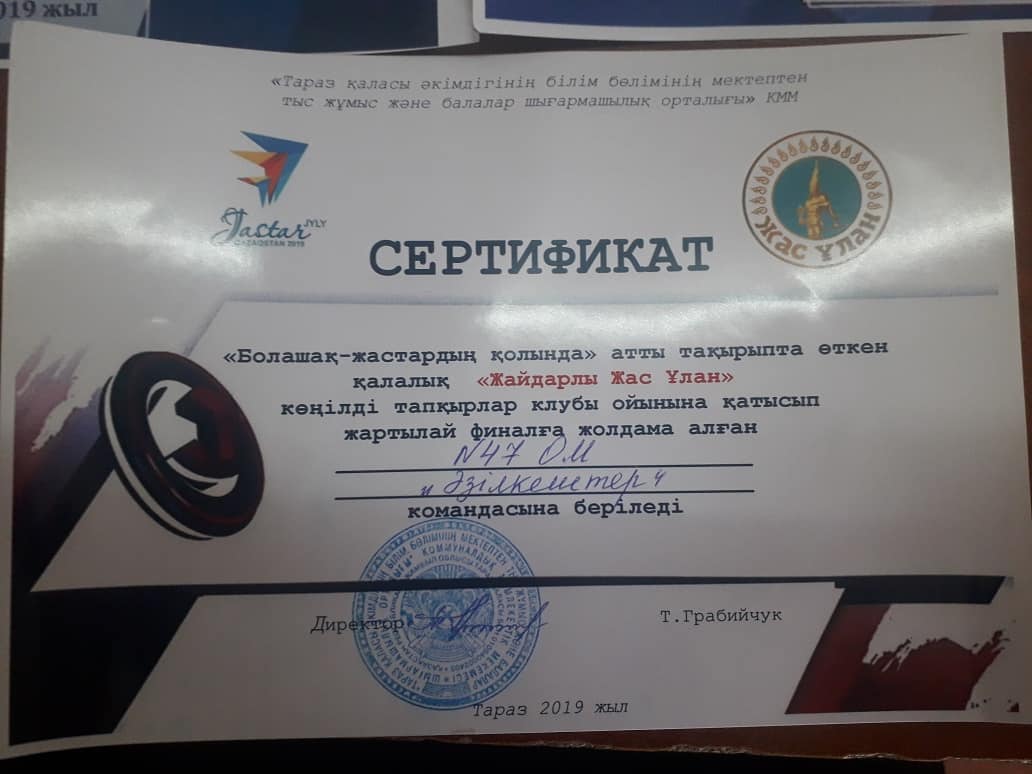 019 жыл
«Тараз қаласы әкімдігінің білім бөлімінің мектептен
тыс жұмыс және балалар шығармашылық орталығы» КММ
Jastar JYLY
QAZAQSTAN 2019
ЖАС ҰЛАН
СЕРТИФИКАТ
«Болашақ-жастардың қолында» атты тақырыпта өткен
қалалық «Жайдарлы Жас Ұлан»
көңілді тапқырлар клубы ойынына қатысып
жартылай финалға жолдама алған
N47 ОМ
"Әзілкештер"
командасына беріледі
Директор
Т.Грабийчук
Тараз 2019 жыл